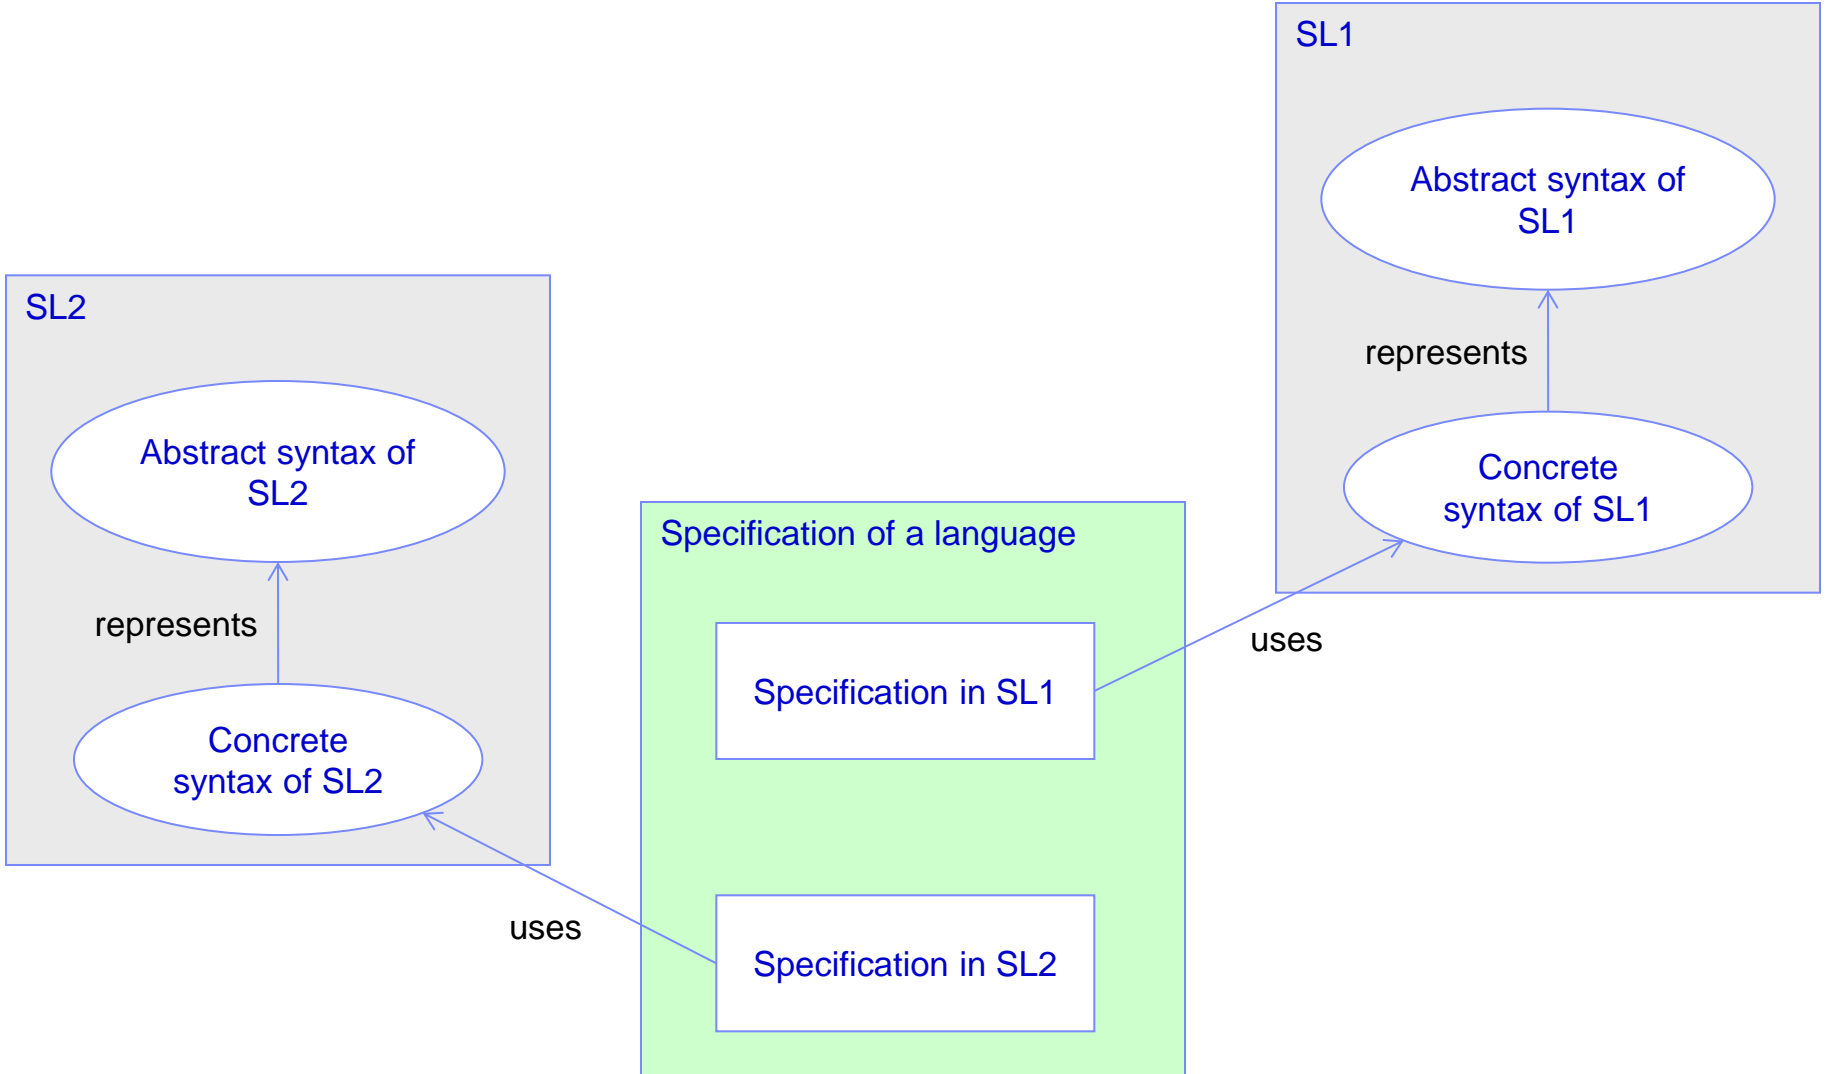 SL1
Abstract syntax of
SL1
represents
Concrete
syntax of SL1
SL2
Abstract syntax of
SL2
represents
Concrete
syntax of SL2
Specification of a language
Specification in SL1
uses
Specification in SL2
uses